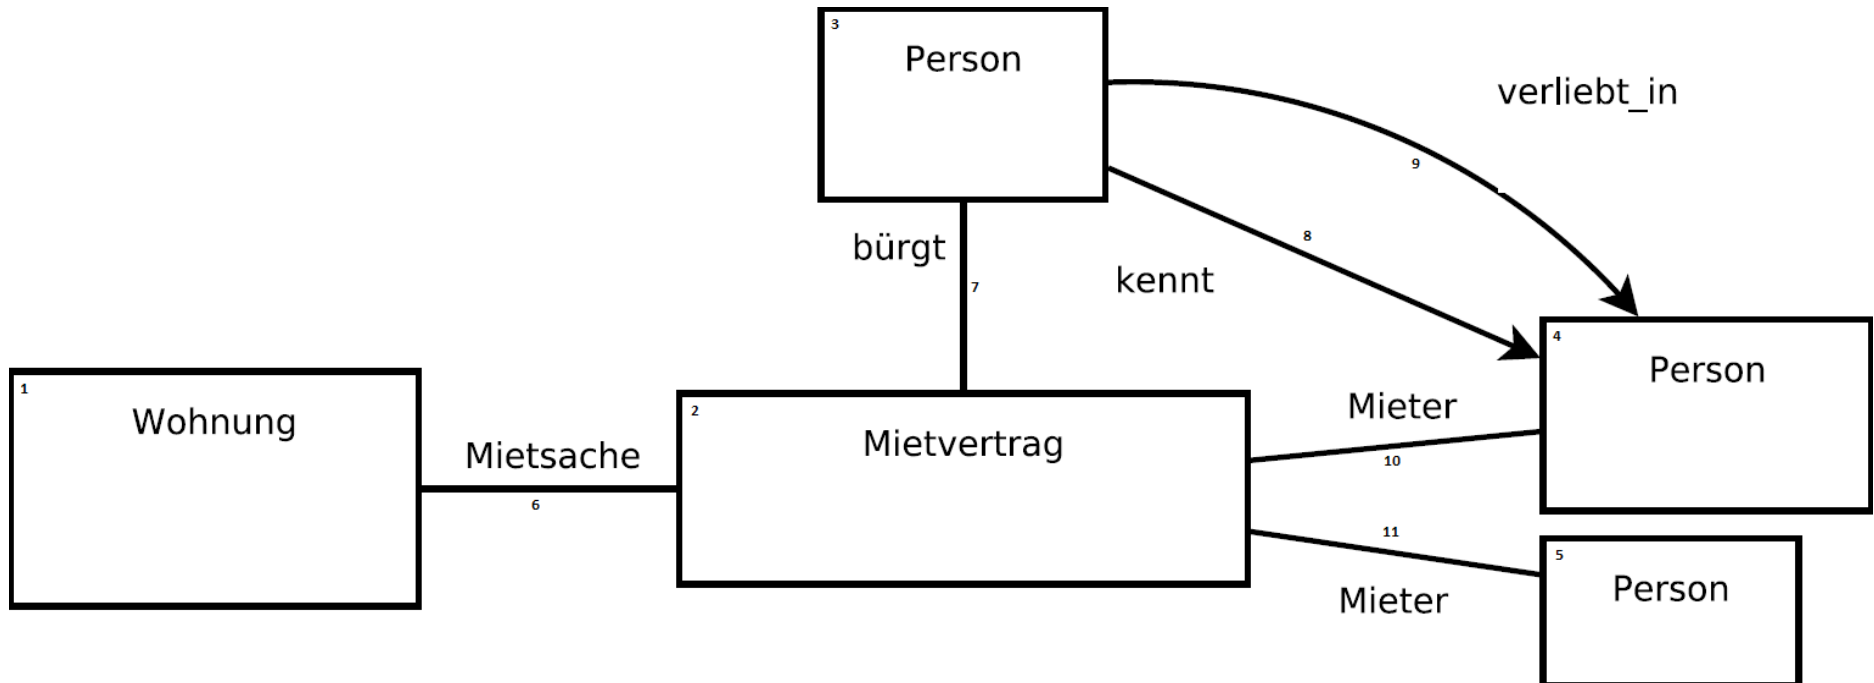 3
Person
verliebt_in
9
8
bürgt
kennt
7
4
Person
1
Wohnung
2
Mietvertrag
Mieter
10
Mietsache
6
11
5
Person
Mieter